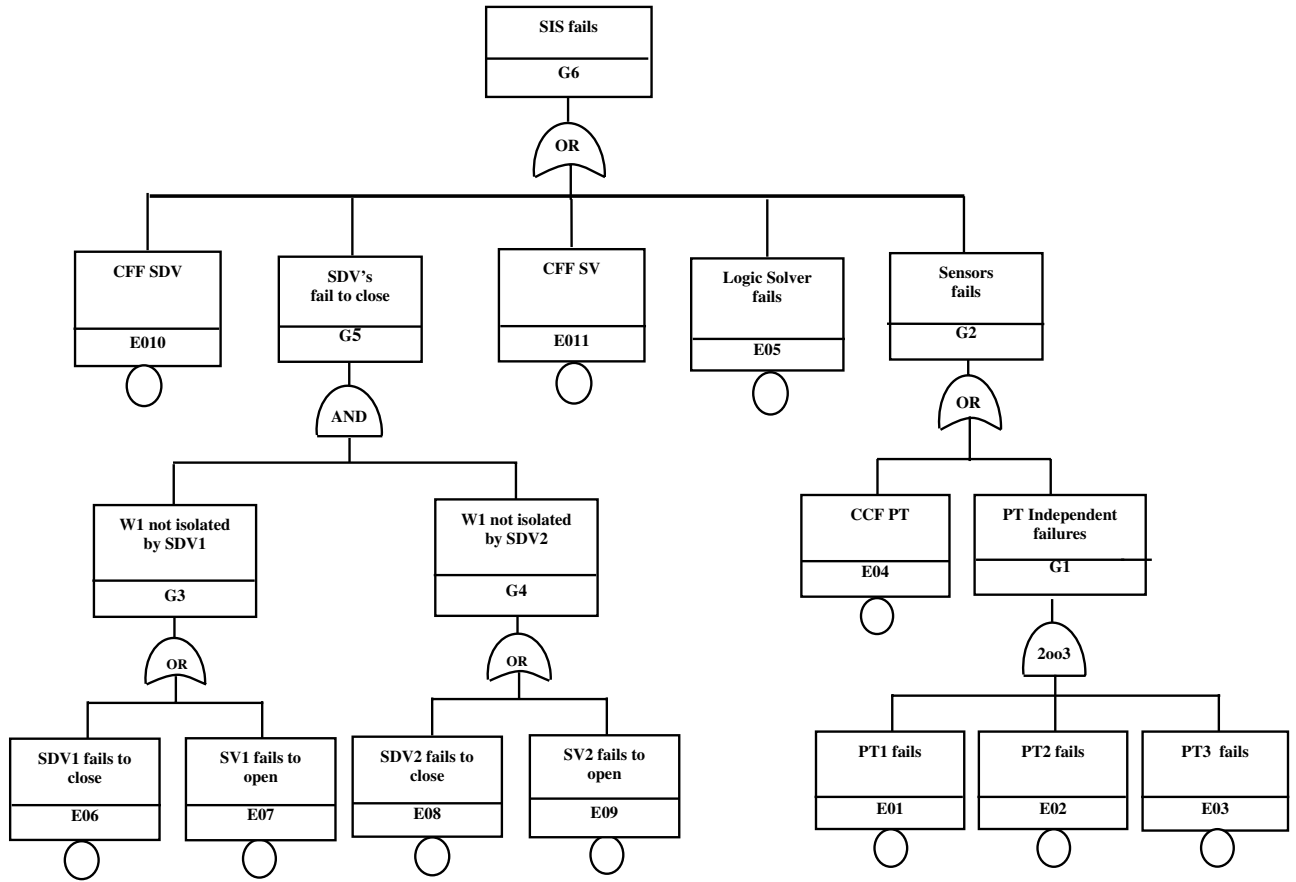 SIS fails
G6
OR
CFF SDV
E010
SDV's
fail to close
G5
CFF SV
E011
Logic Solver
fails
E05
Sensors
fails
G2
AND
OR
W1 not isolated
by SDV1
G3
W1 not isolated
by SDV2
G4
CCF PT
E04
PT Independent
failures
G1
OR
OR
2oo3
SDV1 fails to
close
E06
SV1 fails to
open
E07
SDV2 fails to
close
E08
SV2 fails to
open
E09
PT1 fails
E01
PT2 fails
E02
PT3 fails
E03